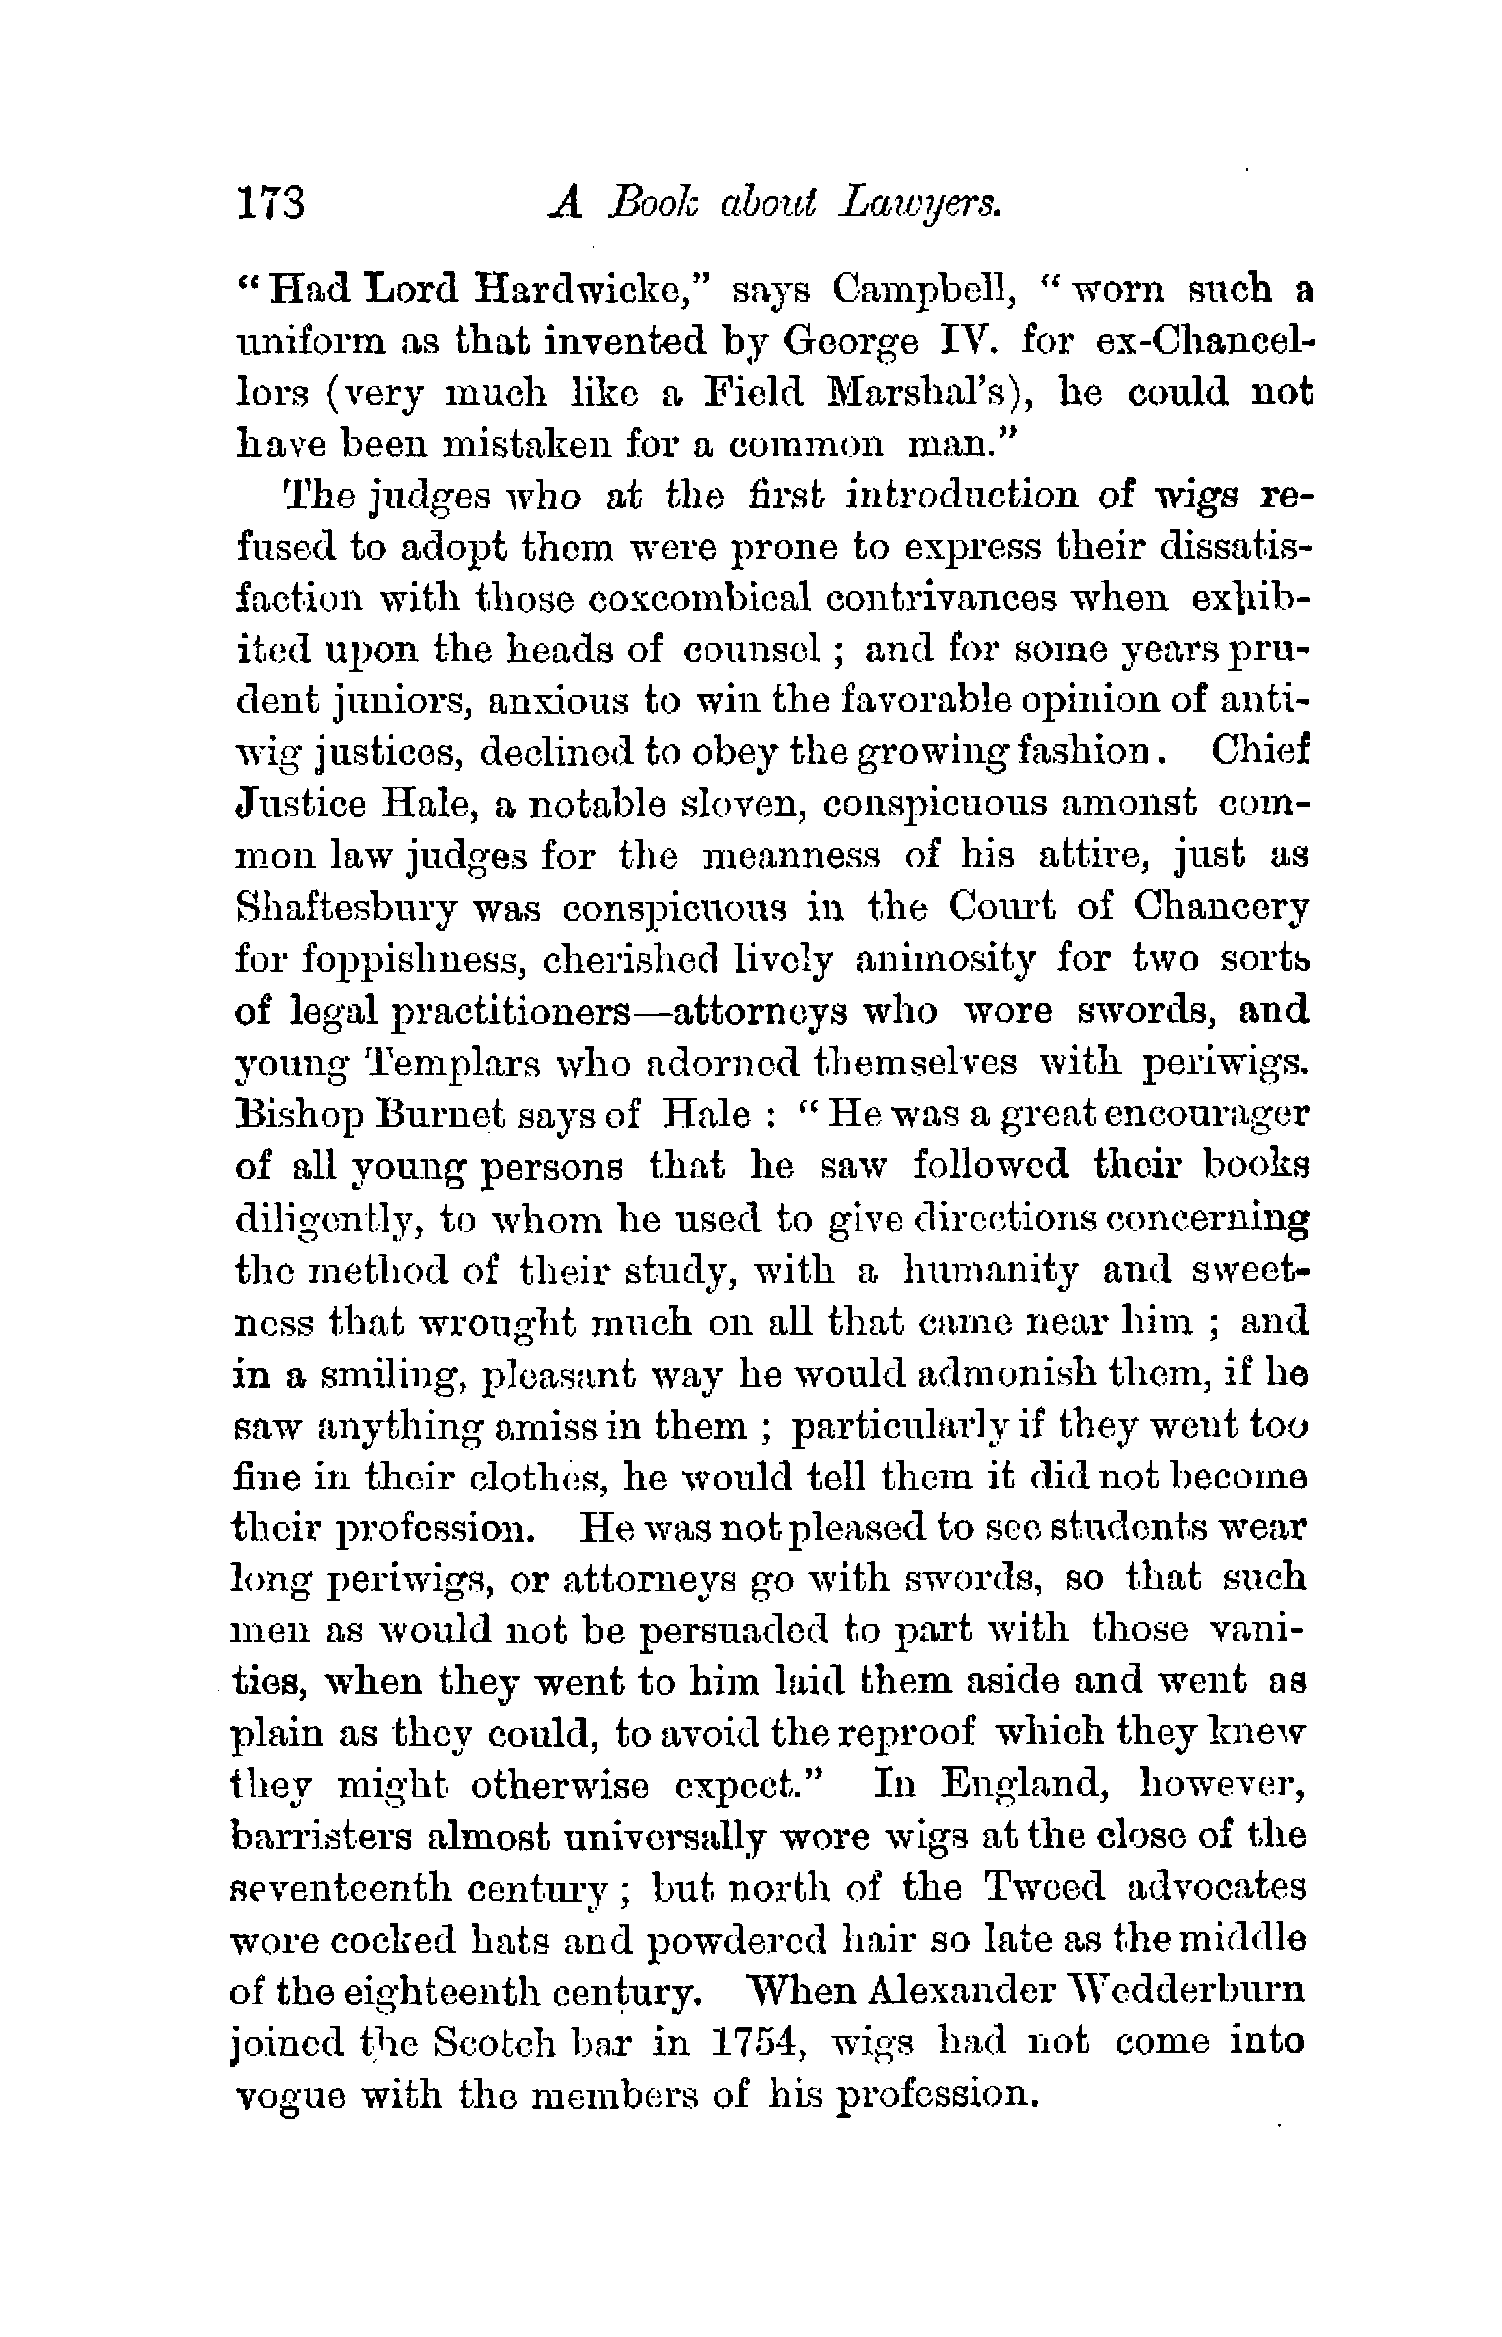 173 A Book about Lawyers.
“ Had Lord Hardwicke,” says Campbell, “ worn such a
uniform as that invented by George IV. for ex-Chancel-
lors (very much like a Field Marshal’s), he could not
have been mistaken for a common man.”
The judges who at the first introduction of wigs re-
fused to adopt them were prone to express their dissatis-
faction with those coxcombical contrivances when exhib-
ited upon the heads of counsel ; and for some years pru-
dent juniors, anxious to win the favorable opinion of anti-
wig justices, declined to obey the growing fashion. Chief
Justice Hale, a notable sloven, conspicuous amonst com-
mon law judges for the meanness of his attire, just as
Shaftesbury was conspicuous in the Court of Chancery
for foppishness, cherished lively animosity for two sorts
of legal practitioners—attorneys who wore swords, and
young Templars who adorned themselves with periwigs.
Bishop Burnet says of Hale : “ He was a great encourager
of all young persons that he saw followed their books
diligently, to whom he used to give directions concerning
the method of their study, with a humanity and sweet-
ness that wrought much on all that came near him ; and
in a smiling, pleasant way he would admonish them, if he
saw anything amiss in them ; particularly if they went too
fine in their clothes, he would tell them it did not become
their profession. He was not pleased to see students wear
long periwigs, or attorneys go with swords, so that such
men as would not be persuaded to part with those vani-
ties, when they went to him laid them aside and went as
plain as they could, to avoid the reproof which they knew
they might otherwise expect.” In England, however,
barristers almost universally wore wigs at the close of the
seventeenth century ; but north of the Tweed advocates
wore cocked hats and powdered hair so late as the middle
of the eighteenth century. When Alexander Wedderburn
joined the Scotch bar in 1754, wigs had not come into
vogue with the members of his profession.